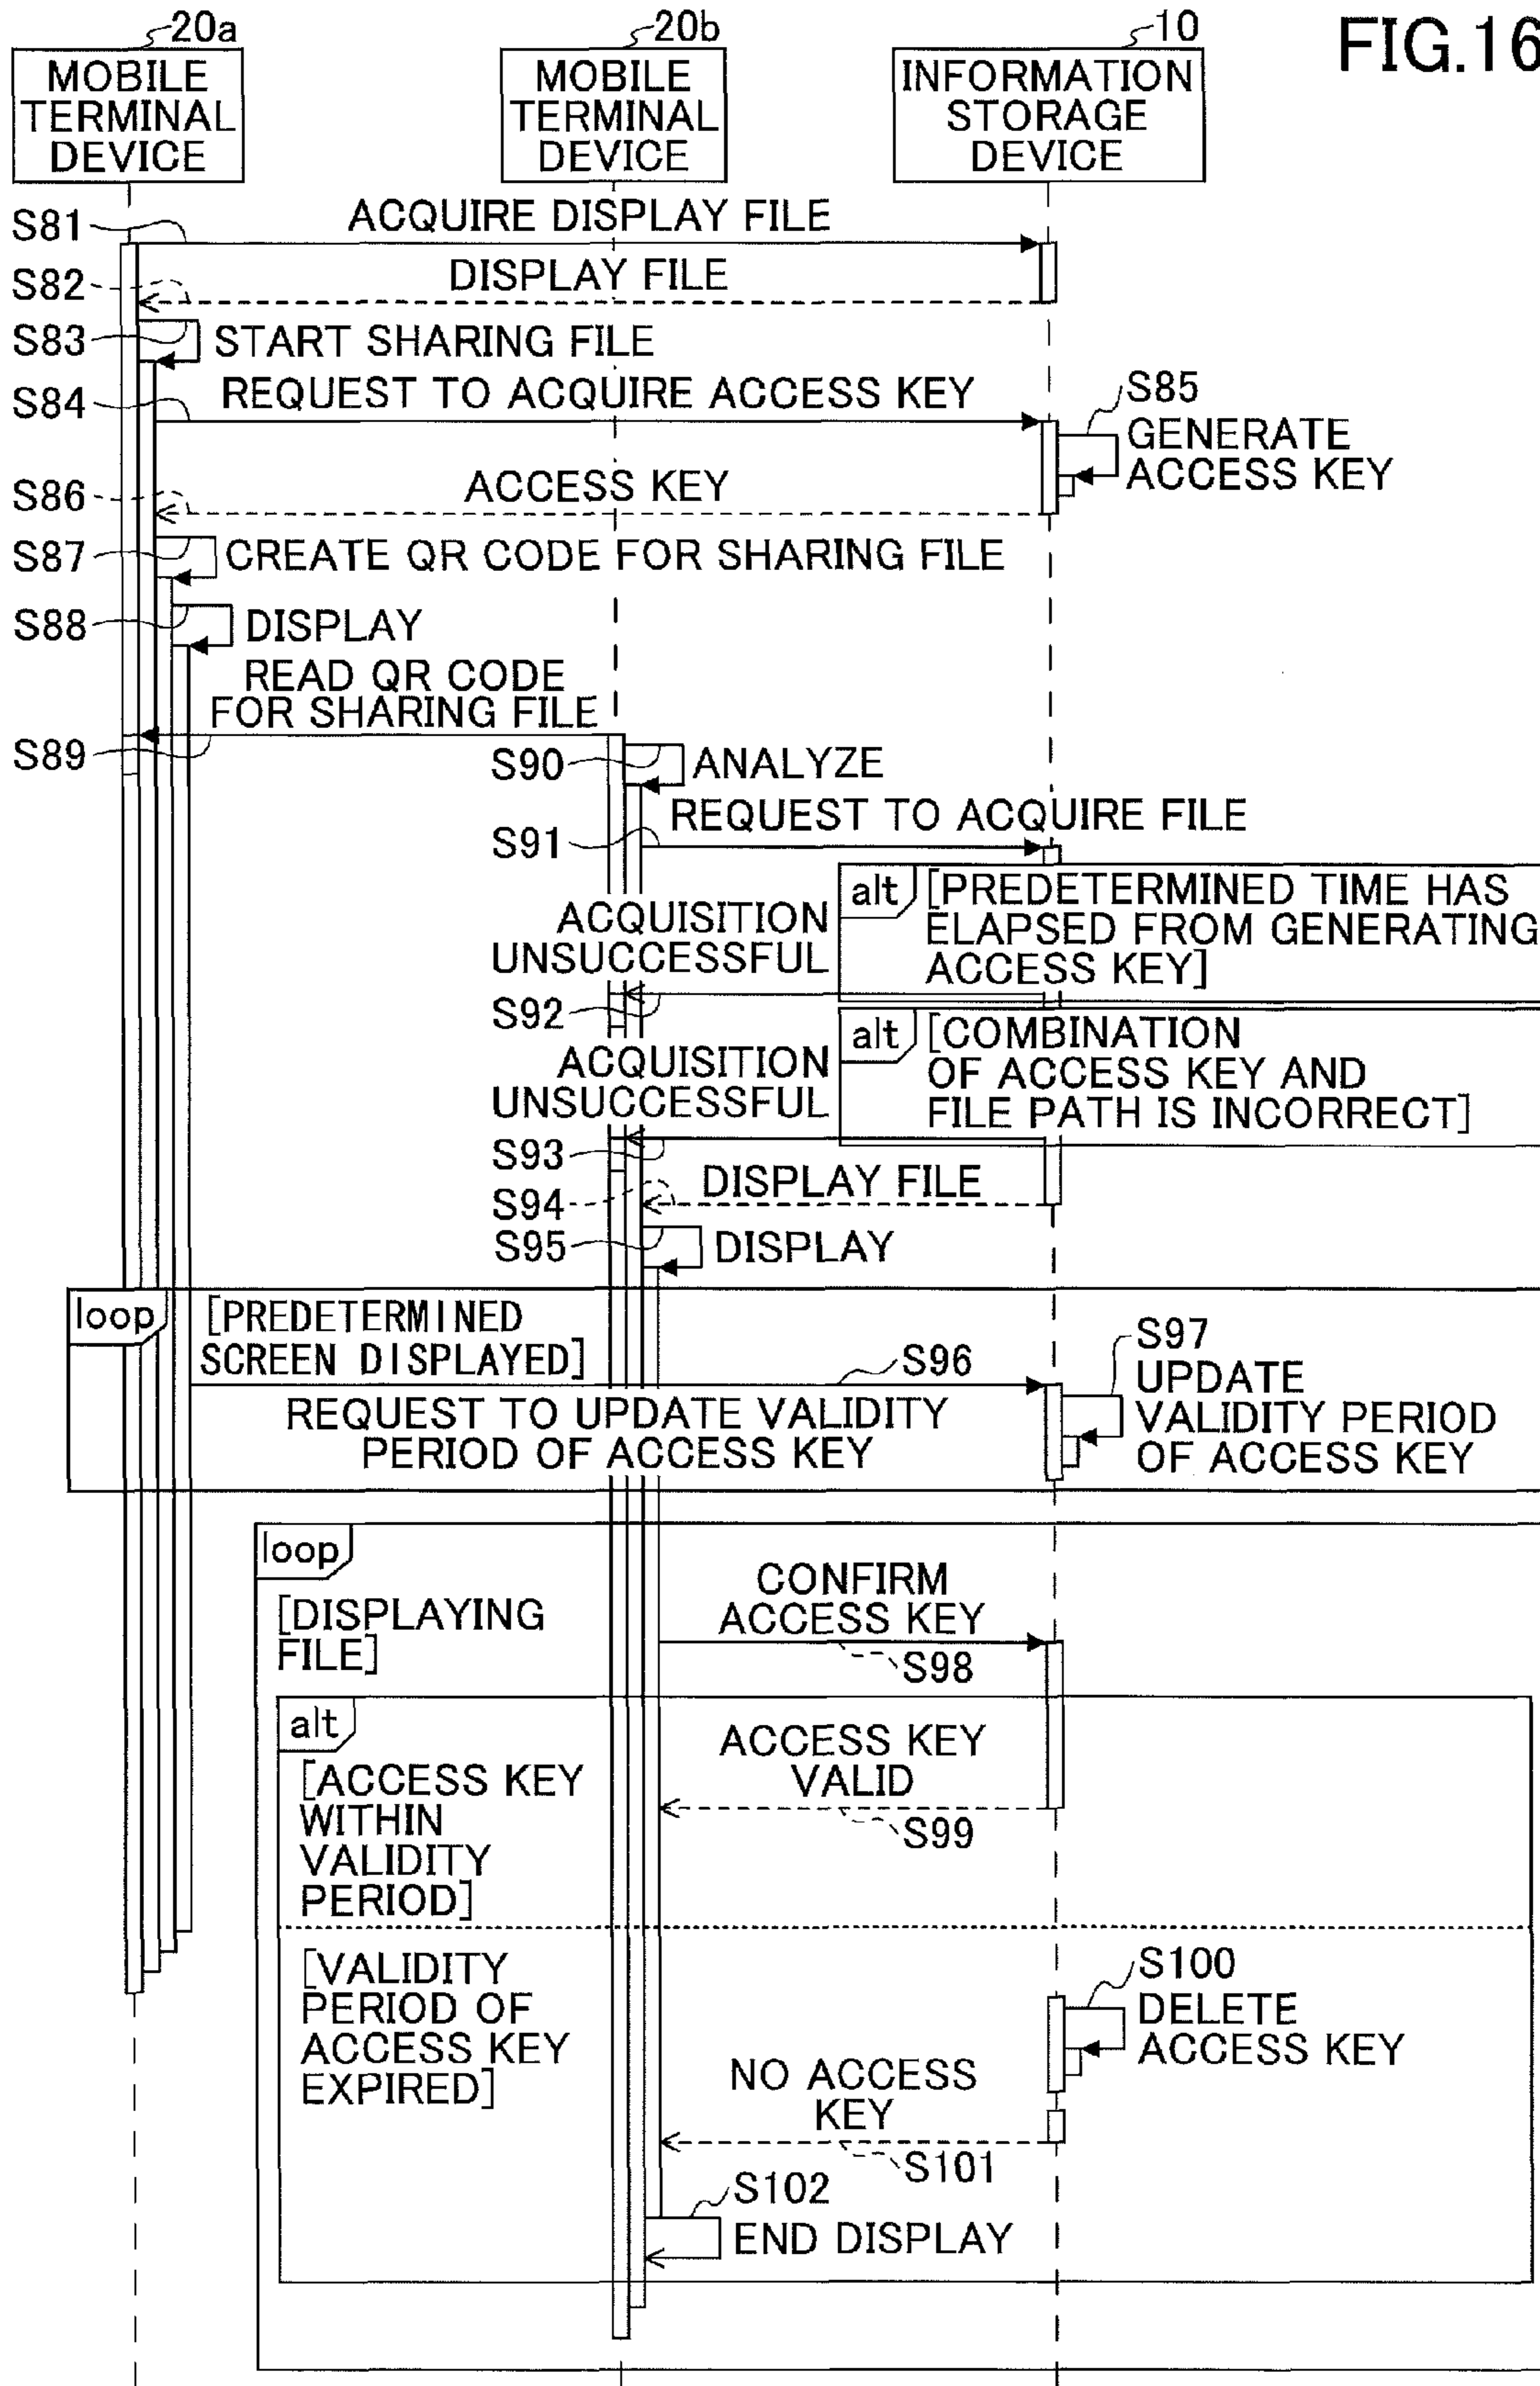 FIG.16
20a
MOBILE
TERMINAL
DEVICE
20b
MOBILE
TERMINAL
DEVICE
10
INFORMATION
STORAGE
DEVICE
S81
ACQUIRE DISPLAY FILE
S82
DISPLAY FILE
S83
START SHARING FILE
S84
REQUEST TO ACQUIRE ACCESS KEY
S85
GENERATE
ACCESS KEY
S86
ACCESS KEY
S87
CREATE QR CODE FOR SHARING FILE
S88
DISPLAY
READ QR CODE
FOR SHARING FILE
S89
S90
ANALYZE
REQUEST TO ACQUIRE FILE
S91
alt
[PREDETERMINED TIME HAS
ELAPSED FROM GENERATING
ACCESS KEY]
ACQUISITION
UNSUCCESSFUL
S92
alt
[COMBINATION
OF ACCESS KEY AND
FILE PATH IS INCORRECT]
ACQUISITION
UNSUCCESSFUL
S93
DISPLAY FILE
S94
S95
DISPLAY
loop
[PREDETERMINED
SCREEN DISPLAYED]
S96
REQUEST TO UPDATE VALIDITY
PERIOD OF ACCESS KEY
S97
UPDATE
VALIDITY PERIOD
OF ACCESS KEY
loop
[DISPLAYING
FILE]
CONFIRM
ACCESS KEY
S98
alt
[ACCESS KEY
WITHIN
VALIDITY
PERIOD]
ACCESS KEY
VALID
S99
[VALIDITY
PERIOD OF
ACCESS KEY
EXPIRED]
S100
DELETE
ACCESS KEY
NO ACCESS
KEY
S101
S102
END DISPLAY